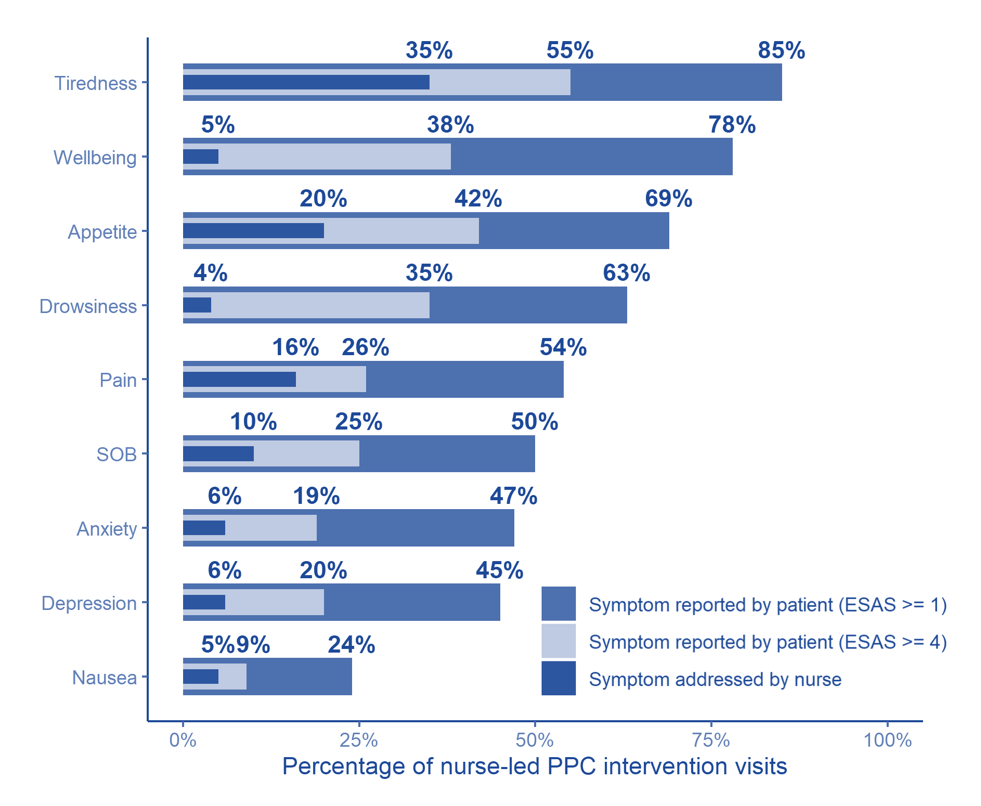 35% 55% 85%
Tiredness
5% 38% 78%
Wellbeing
20% 42% 69%
Appetite
4% 35% 63%
Drowsiness
16% 26% 54%
Pain
10% 25% 50%
SOB
6% 19% 47%
Anxiety
6% 20% 45%
Depression
Symptom reported by patient (ESAS >= 1)
Symptom reported by patient (ESAS >= 4)
Symptom addressed by nurse
5% 9% 24%
Nausea
0% 25% 50% 75% 100%
Percentage of nurse-led PPC intervention visits